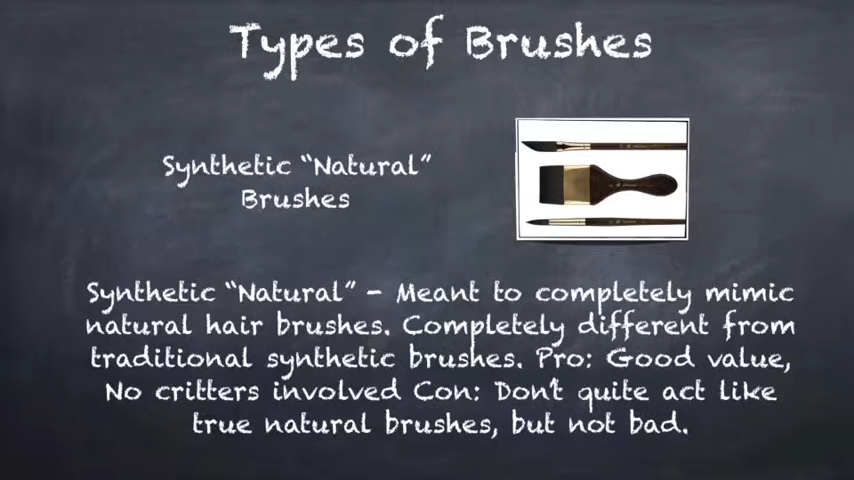 Types of Brushes
Synthetic “Natural”
Brushes
Synthetic “Natural” - Meant to completely mimic
natural hair brushes. Completely different from
traditional synthetic brushes. Pro: Good value,
No critters involved Con: Don't quite act like
true natural brushes, but not bad.